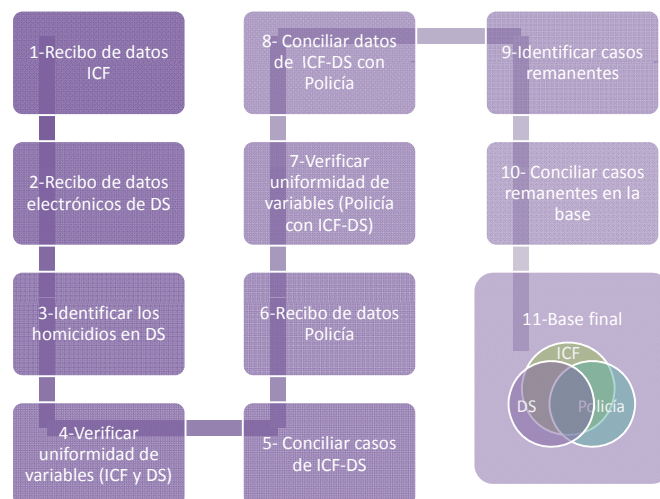 1-Recibo de datos
ICF
2-Recibo de datos
electrónicos de DS
3-Identificar los
homicidios en DS
4-Verificar
uniformidad de
variables (ICF y DS)
5- Conciliar casos
de ICF-DS
6-Recibo de datos
Policía
7-Verificar
uniformidad de
variables (Policía
con ICF-DS)
8- Conciliar datos
de ICF-DS con
Policía
9-Identificar casos
remanentes
10- Conciliar casos
remanentes en la
base
11-Base final
ICF
DS
Policía